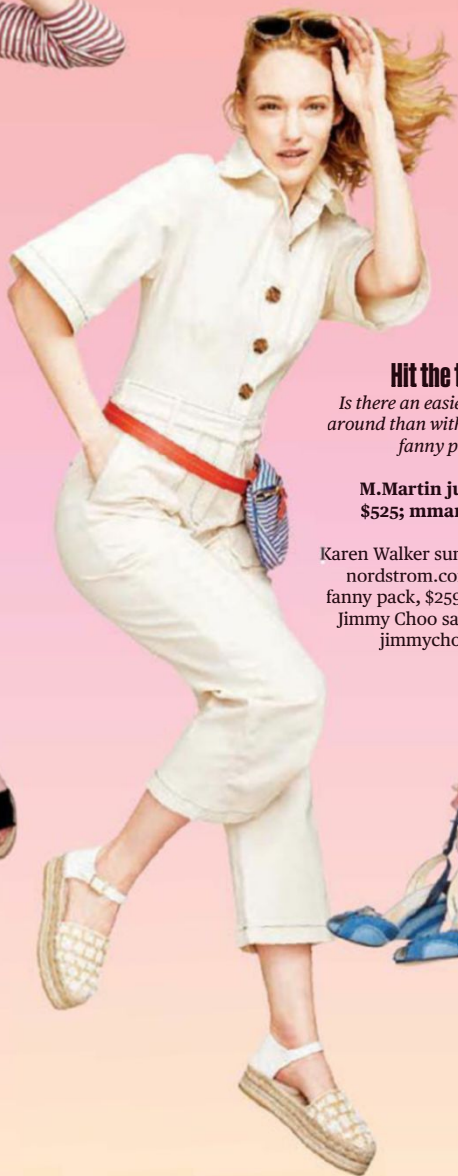 Hit the
Is there an easie
around than with
fanny p
M.Martin ju
$525; mmar
Karen Walker sun
nordstrom.co
fanny pack, $259
Jimmy Choo sa
jimmycho